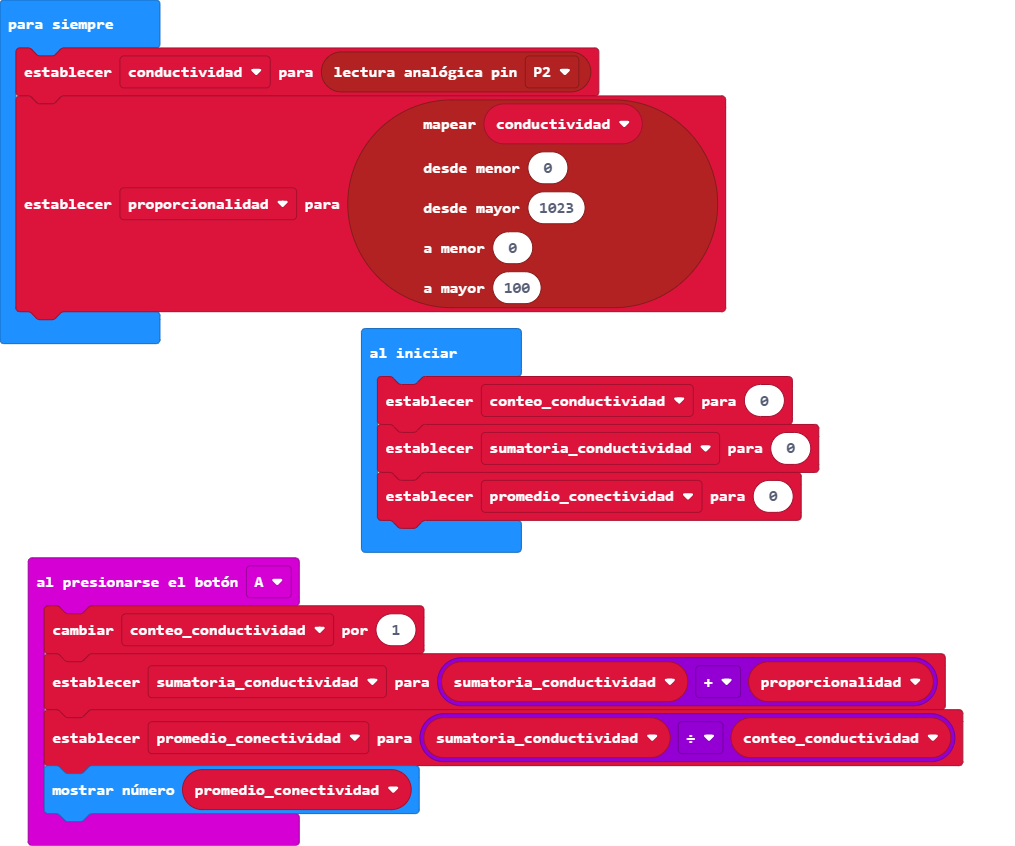 para siempre
establecer conductividad para lectura analógica pin P2
mapear conductividad
desde menor 0
desde mayor 1023
establecer proporcionalidad para
a menor 0
a mayor 100
al iniciar
establecer conteo_conductividad para 0
establecer sumatoria_conductividad para 0
establecer promedio_conectividad para 0
al presionarse el botón A
cambiar conteo_conductividad por 1
establecer sumatoria_conductividad para sumatoria_conductividad + proporcionalidad
establecer promedio_conectividad para sumatoria_conductividad ÷ conteo_conductividad
mostrar número promedio_conectividad